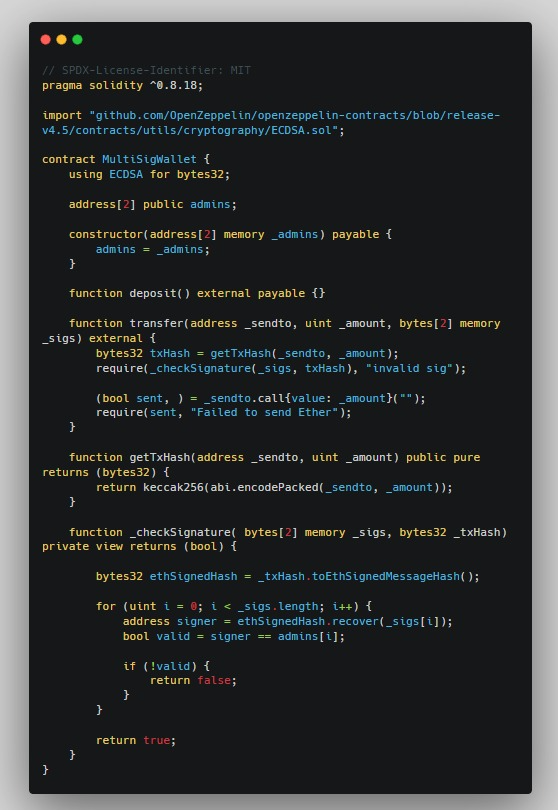 // SPDX-License-Identifier: MIT
pragma solidity ^0.8.18;
import "github.com/OpenZeppelin/openzeppelin-contracts/blob/release-
v4.5/contracts/utils/cryptography/ECDSA.sol";
contract MultiSigWallet {
    using ECDSA for bytes32;
    address[2] public admins;
    constructor(address[2] memory _admins) payable {
        admins = _admins;
    }
    function deposit() external payable {}
    function transfer(address _sendto, uint _amount, bytes[2] memory
_sigs) external {
        bytes32 txHash = getTxHash(_sendto, _amount);
        require(_checkSignature(_sigs, txHash), "invalid sig");
        (bool sent, ) = _sendto.call{value: _amount}("");
        require(sent, "Failed to send Ether");
    }
    function getTxHash(address _sendto, uint _amount) public pure
returns (bytes32) {
        return keccak256(abi.encodePacked(_sendto, _amount));
    }
    function _checkSignature( bytes[2] memory _sigs, bytes32 _txHash)
private view returns (bool) {
        bytes32 ethSignedHash = _txHash.toEthSignedMessageHash();
        for (uint i = 0; i < _sigs.length; i++) {
            address signer = ethSignedHash.recover(_sigs[i]);
            bool valid = signer == admins[i];
            if (!valid) {
                return false;
            }
        }
        return true;
    }
}